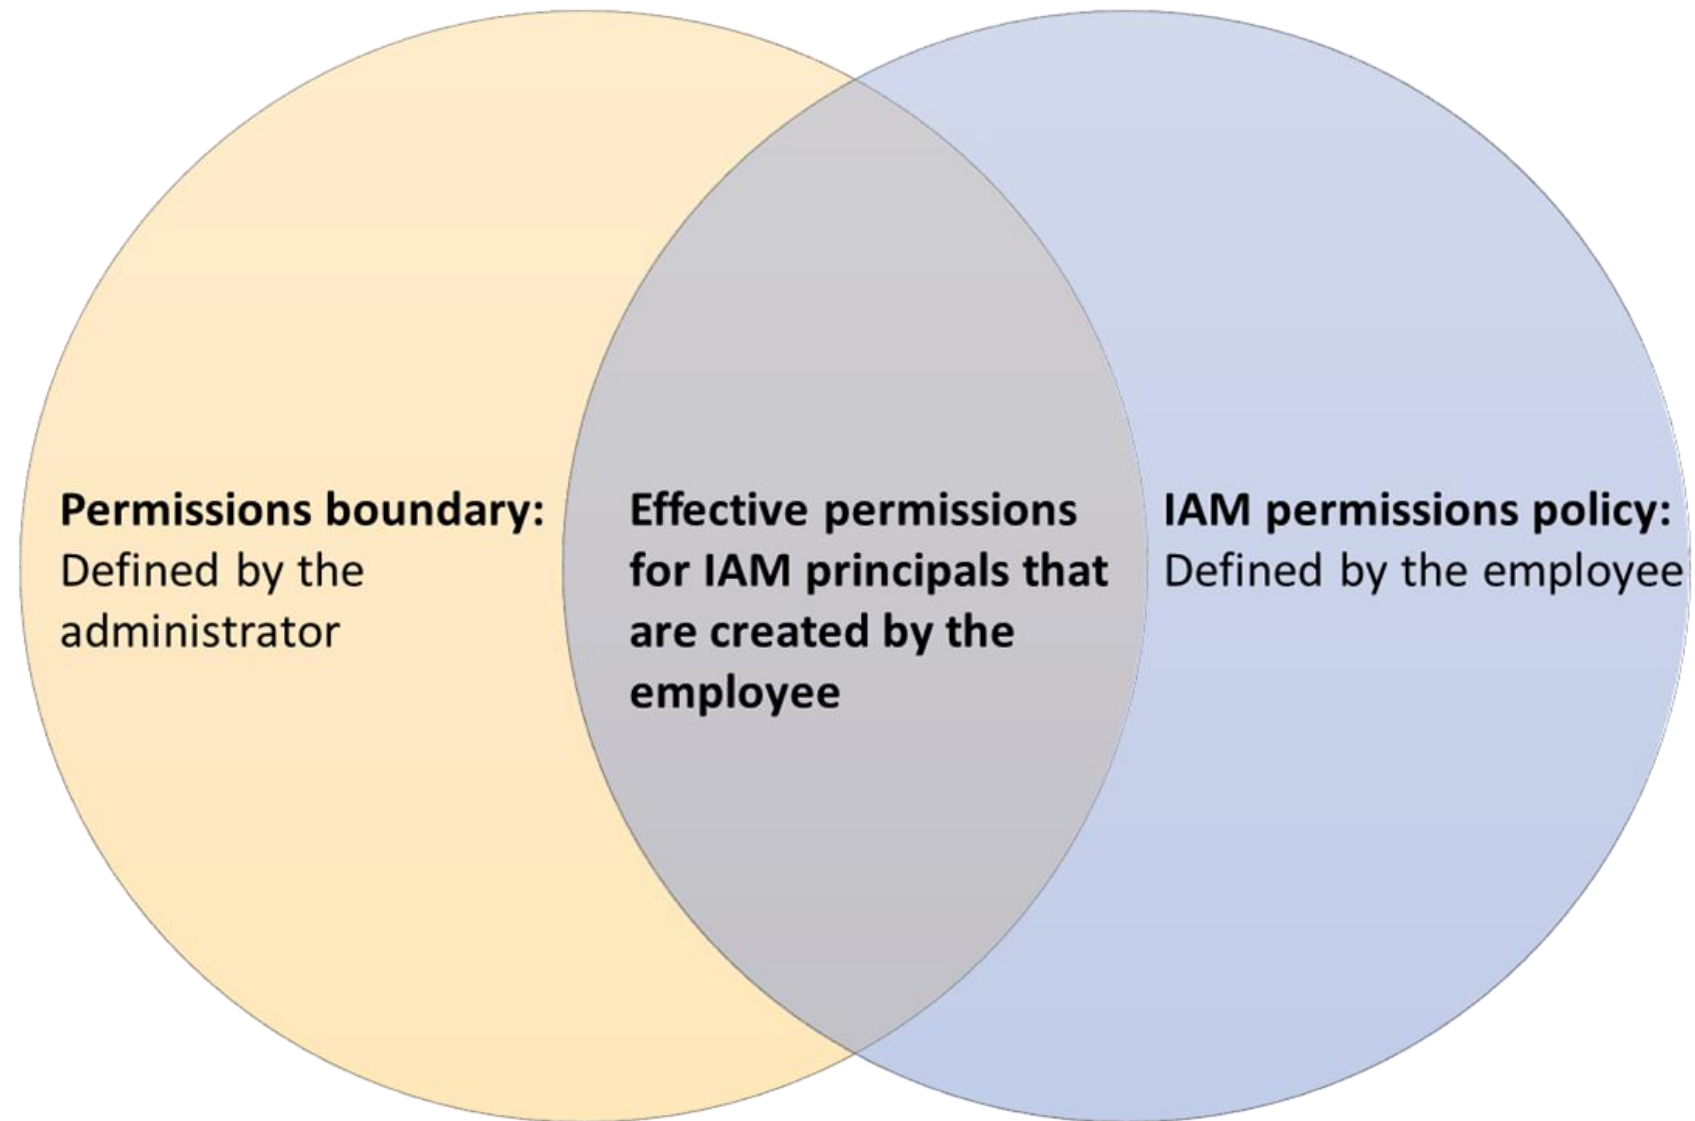 Permissions boundary:
Defined by the
administrator
Effective permissions
for IAM principals that
are created by the
employee
IAM permissions policy:
Defined by the employee